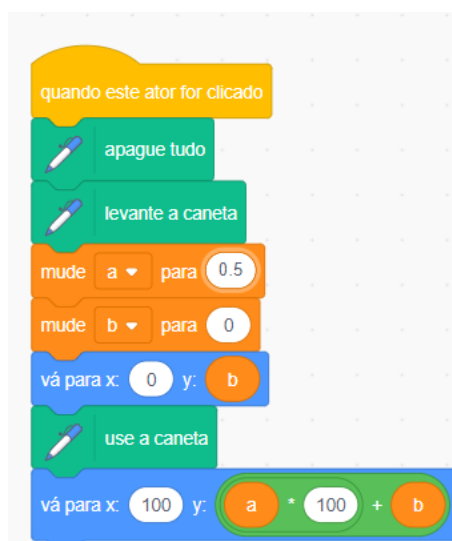 quando este ator for clicado
apague tudo
levante a caneta
mude a para 0.5
mude b para 0
vá para x: 0 y: b
use a caneta
vá para x: 100 y: a * 100 + b